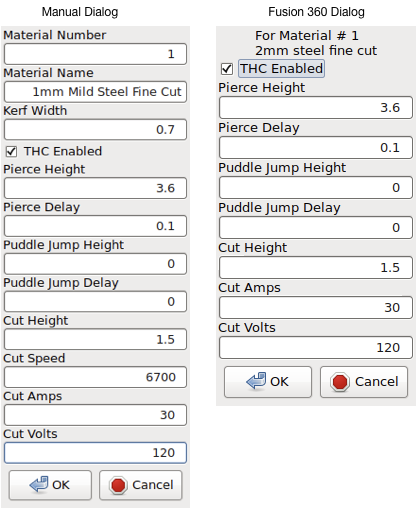 Manual Dialog
Material Number
1
Material Name
1mm Mild Steel Fine Cut
Kerf Width
0.7
THC Enabled
Pierce Height
3.6
Pierce Delay
0.1
Puddle Jump Height
0
Puddle Jump Delay
0
Cut Height
1.5
Cut Speed
6700
Cut Amps
30
Cut Volts
120
OK Cancel
Fusion 360 Dialog
For Material # 1
2mm steel fine cut
THC Enabled
Pierce Height
3.6
Pierce Delay
0.1
Puddle Jump Height
0
Puddle Jump Delay
0
Cut Height
1.5
Cut Amps
30
Cut Volts
120
OK Cancel